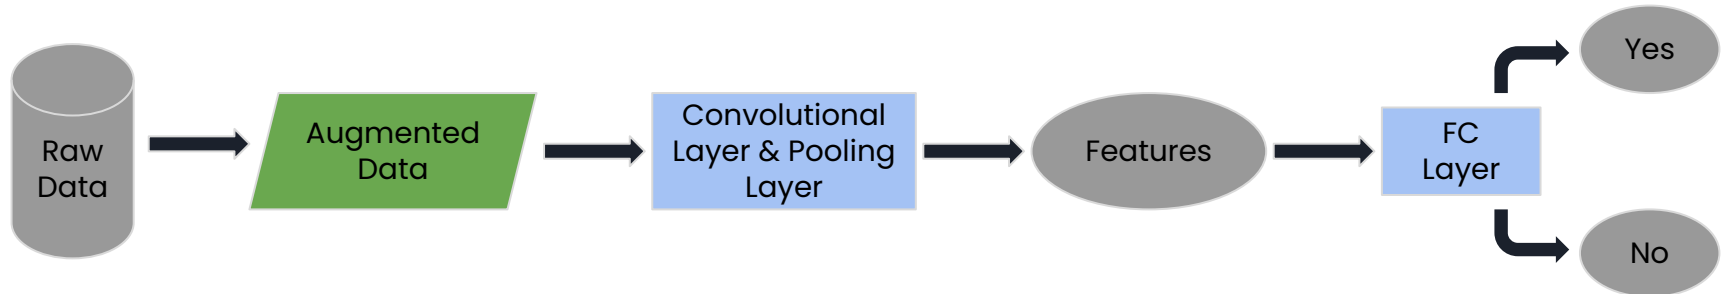 Raw
Data
Augmented
Data
Convolutional
Layer & Pooling
Layer
Features
FC
Layer
Yes
No